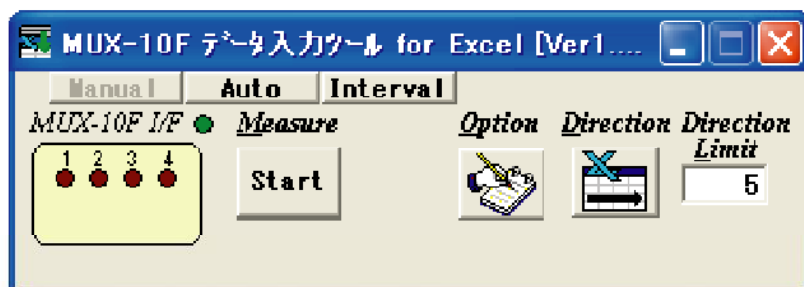 MUX-10F データ入力ツール for Excel [Ver1....
Manual Auto Interval
MUX-10F I/F Measure Option Direction Direction Limit
1 2 3 4
Start
5